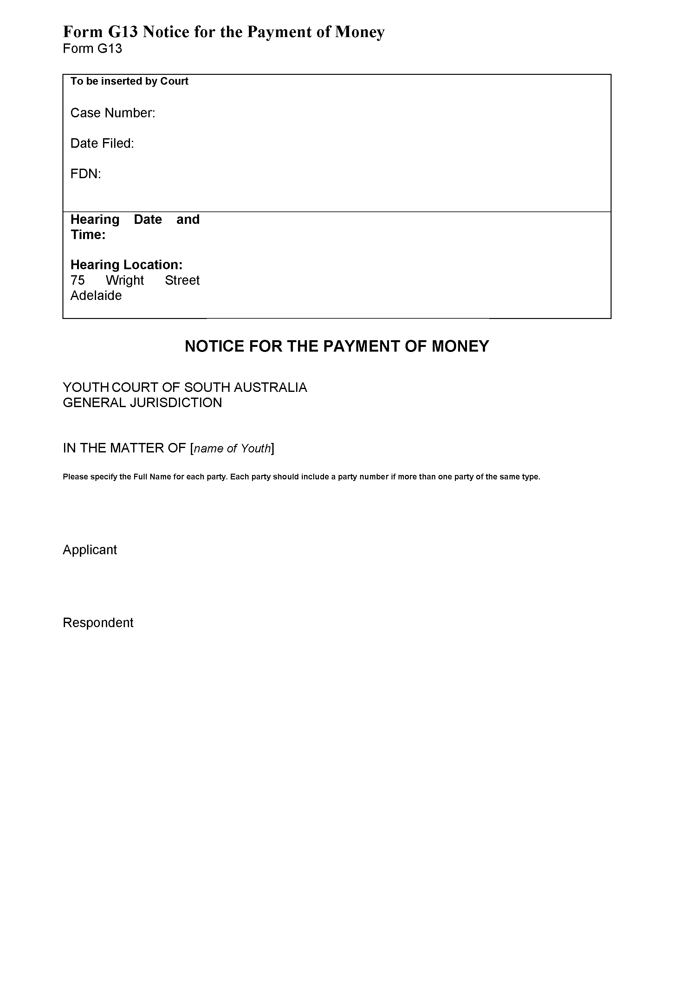 Form G13 Notice for the Payment of Money
Form G13
To be inserted by Court
Case Number:
Date Filed:
FDN:
Hearing Date and
Time:
Hearing Location:
75 Wright Street
Adelaide
NOTICE FOR THE PAYMENT OF MONEY
YOUTH COURT OF SOUTH AUSTRALIA
GENERAL JURISDICTION
IN THE MATTER OF [name of Youth]
Please specify the Full Name for each party. Each party should include a party number if more than one party of the same type.
Applicant
Respondent